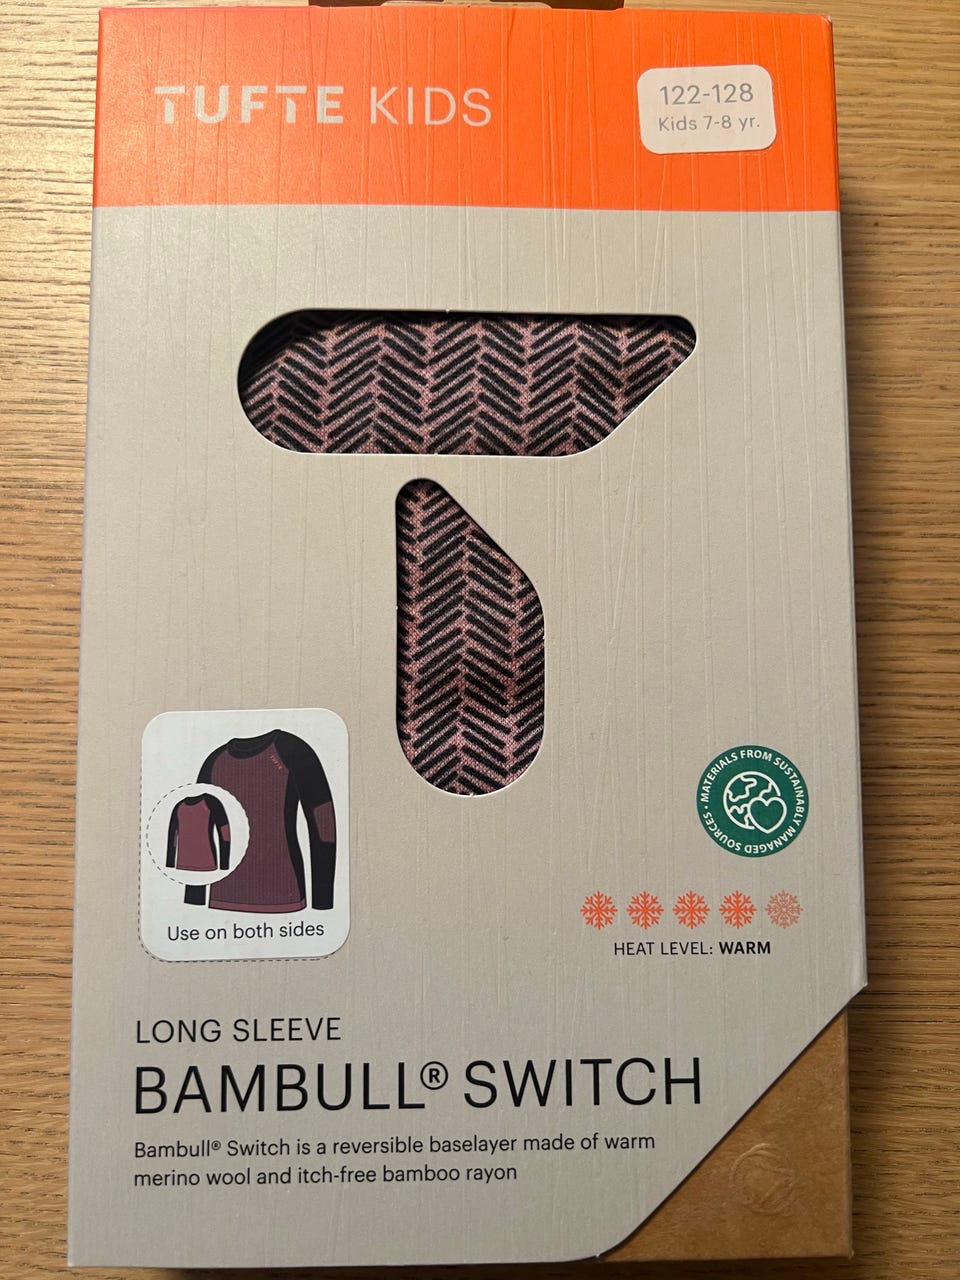 TUFTE KIDS
122-128
Kids 7-8 yr.
TUFTE
Use on both sides
• MATERIALS FROM SUSTAINABLY MANAGED SOURCES
HEAT LEVEL: WARM
LONG SLEEVE
BAMBULL® SWITCH
Bambull® Switch is a reversible baselayer made of warm
merino wool and itch-free bamboo rayon